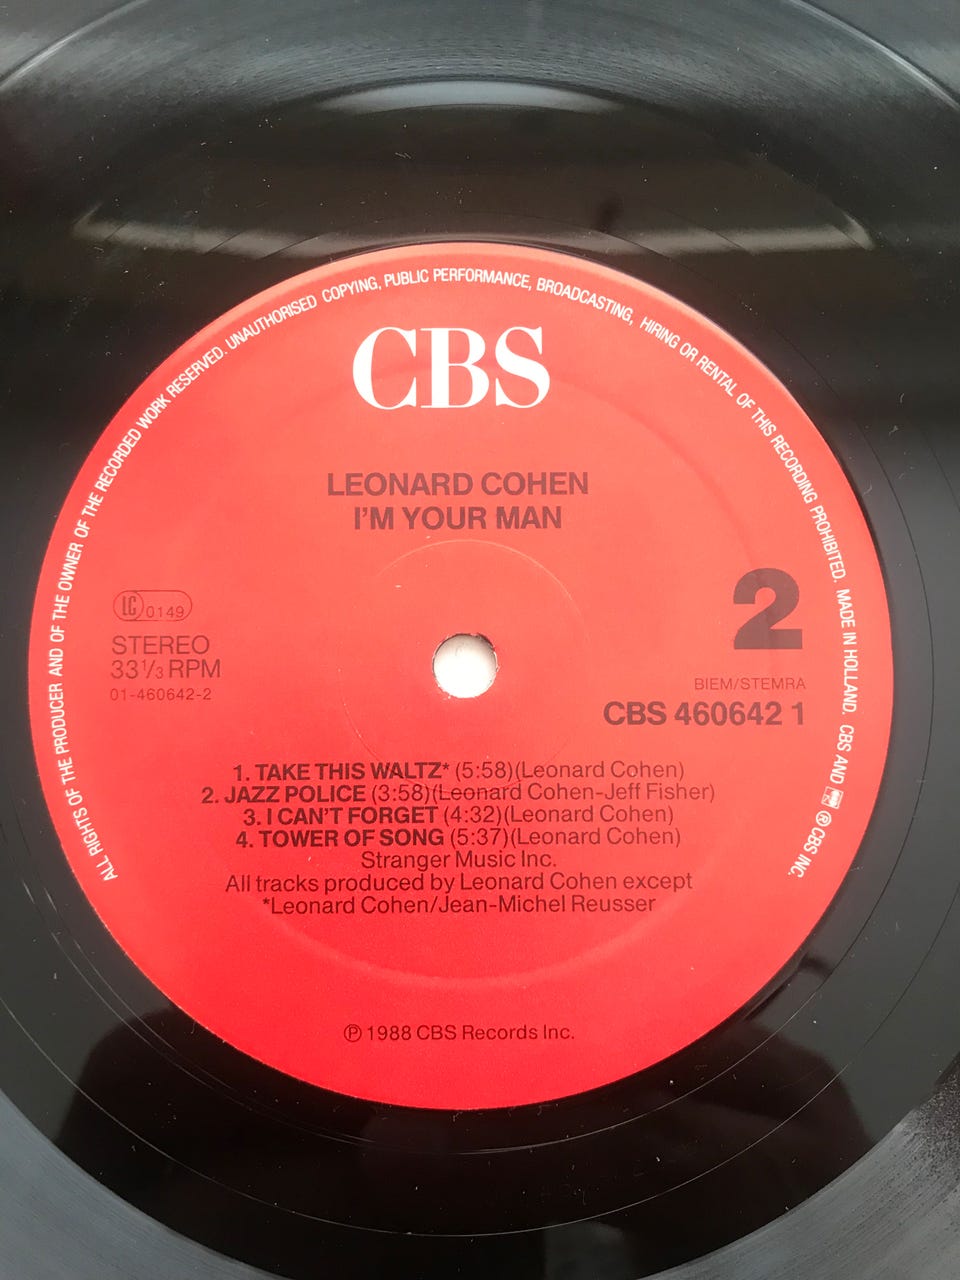 ALL RIGHTS OF THE PRODUCER AND OF THE OWNER OF THE RECORDED WORK RESERVED. UNAUTHORISED COPYING, PUBLIC PERFORMANCE, BROADCASTING, HIRING OR RENTAL OF THIS RECORDING PROHIBITED. MADE IN HOLLAND. CBS AND ® CBS INC.
CBS
LEONARD COHEN
I'M YOUR MAN
LC 0149
STEREO
33 1/3 RPM
01-460642-2
2
BIEM/STEMRA
CBS 460642 1
1. TAKE THIS WALTZ* (5:58)(Leonard Cohen)
2. JAZZ POLICE (3:58)(Leonard Cohen-Jeff Fisher)
3. I CAN'T FORGET (4:32)(Leonard Cohen)
4. TOWER OF SONG (5:37)(Leonard Cohen)
Stranger Music Inc.
All tracks produced by Leonard Cohen except
*Leonard Cohen/Jean-Michel Reusser
℗ 1988 CBS Records Inc.